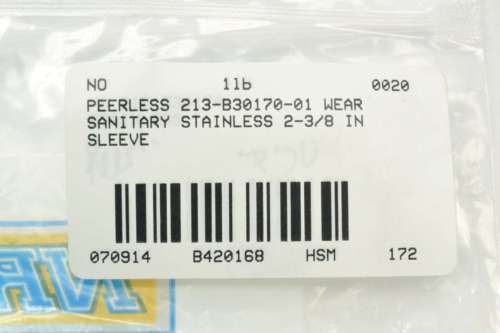 NO 1lb 0020
PEERLESS 213-B30170-01 WEAR
SANITARY STAINLESS 2-3/8 IN
SLEEVE
070914 B420168 HSM 172